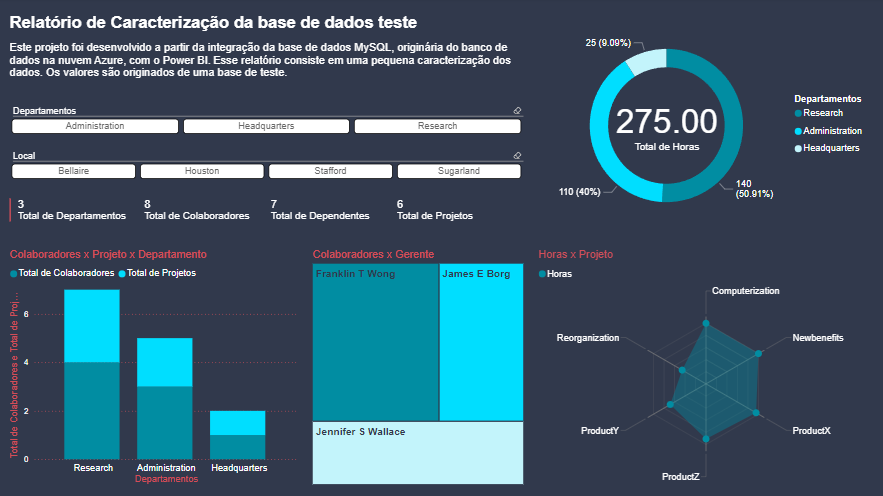 Relatório de Caracterização da base de dados teste
Este projeto foi desenvolvido a partir da integração da base de dados MySQL, originária do banco de
dados na nuvem Azure, com o Power BI. Esse relatório consiste em uma pequena caracterização dos
dados. Os valores são originados de uma base de teste.
Departamentos
Administration
Headquarters
Research
Local
Bellaire
Houston
Stafford
Sugarland
3
Total de Departamentos
8
Total de Colaboradores
7
Total de Dependentes
6
Total de Projetos
25 (9.09%)
275.00
Total de Horas
110 (40%)
140
(50.91%)
Departamentos
Research
Administration
Headquarters
Colaboradores x Projeto x Departamento
Total de Colaboradores
Total de Projetos
Total de Colaboradores e Total de Proj...
6
4
2
0
Research
Administration
Headquarters
Departamentos
Colaboradores x Gerente
Franklin T Wong
James E Borg
Jennifer S Wallace
Horas x Projeto
Horas
Computerization
Reorganization
Newbenefits
ProductY
ProductX
ProductZ